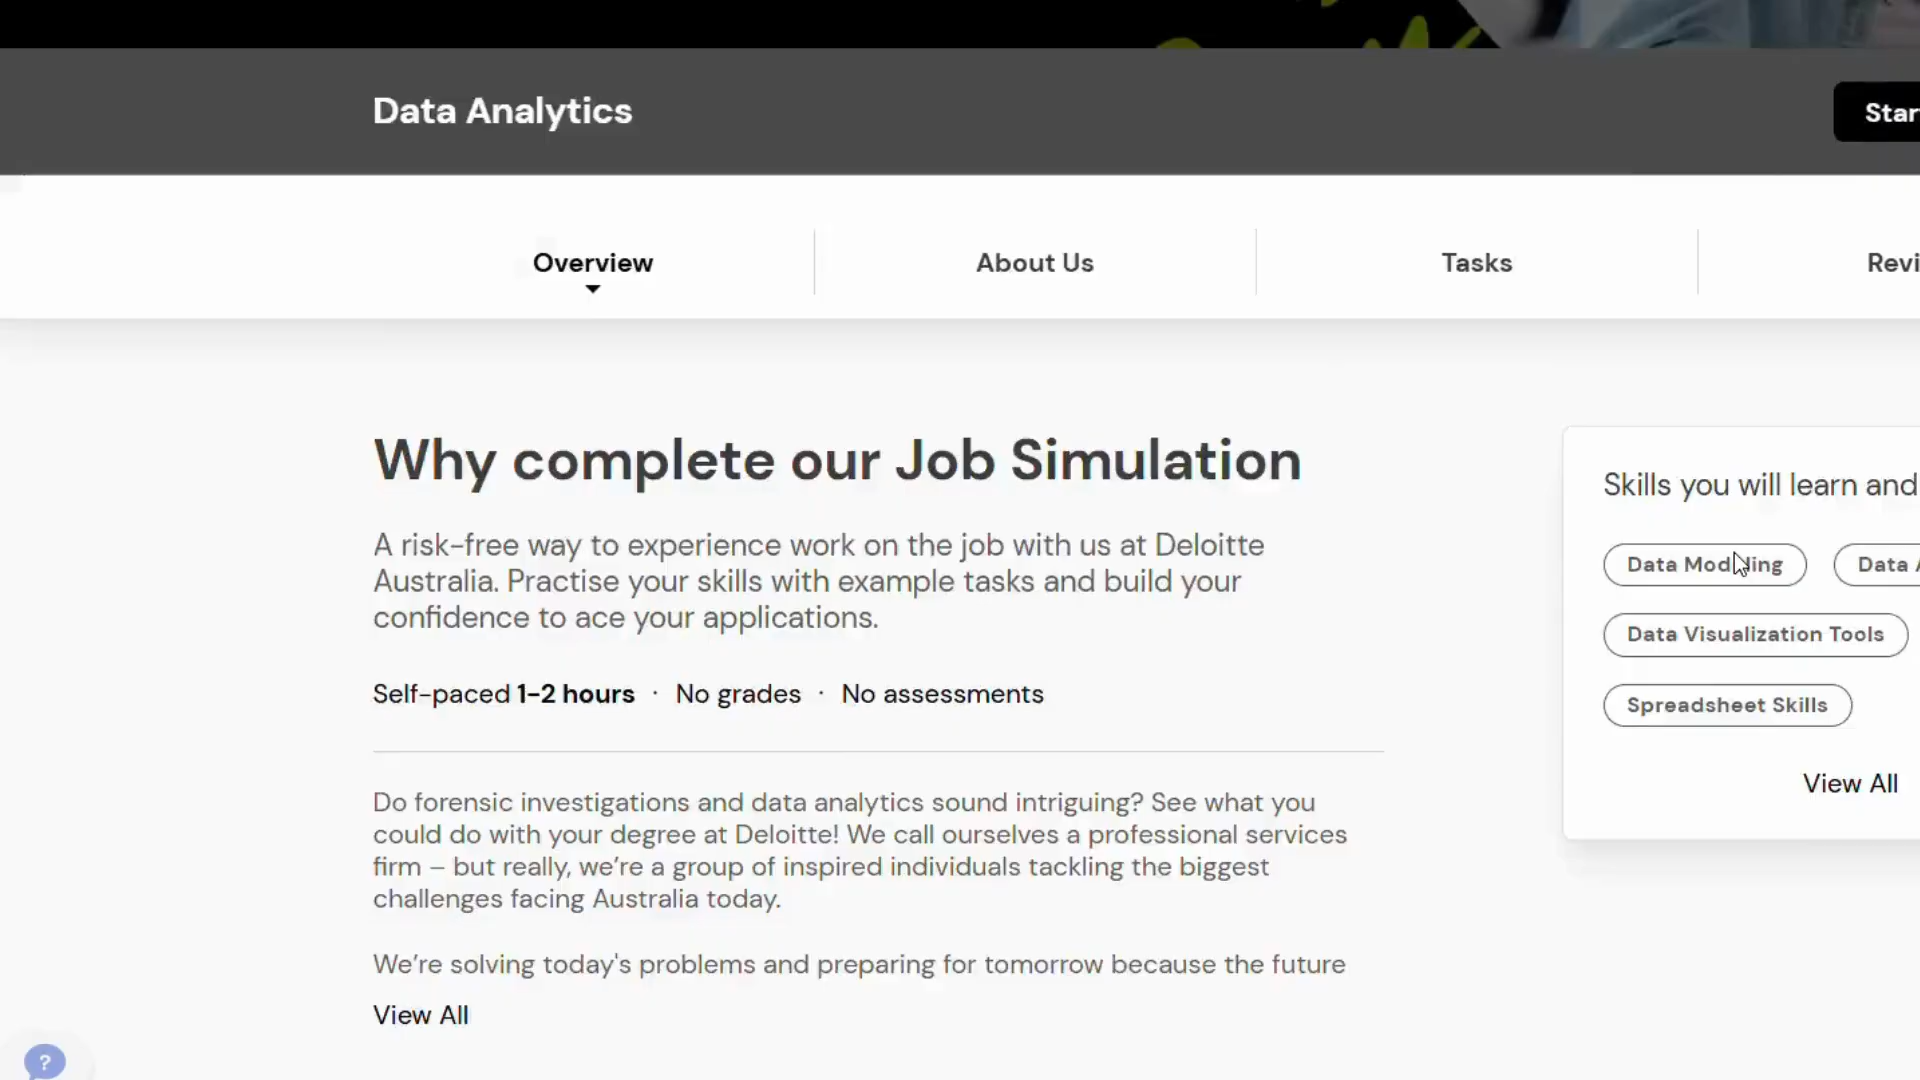 Data Analytics
Overview
About Us
Tasks
Why complete our Job Simulation
A risk-free way to experience work on the job with us at Deloitte
Australia. Practise your skills with example tasks and build your
confidence to ace your applications.
Self-paced 1-2 hours · No grades · No assessments
Do forensic investigations and data analytics sound intriguing? See what you
could do with your degree at Deloitte! We call ourselves a professional services
firm – but really, we’re a group of inspired individuals tackling the biggest
challenges facing Australia today.
We’re solving today's problems and preparing for tomorrow because the future
View All
Skills you will learn and
Data Modeling
Data
Data Visualization Tools
Spreadsheet Skills
View All
?